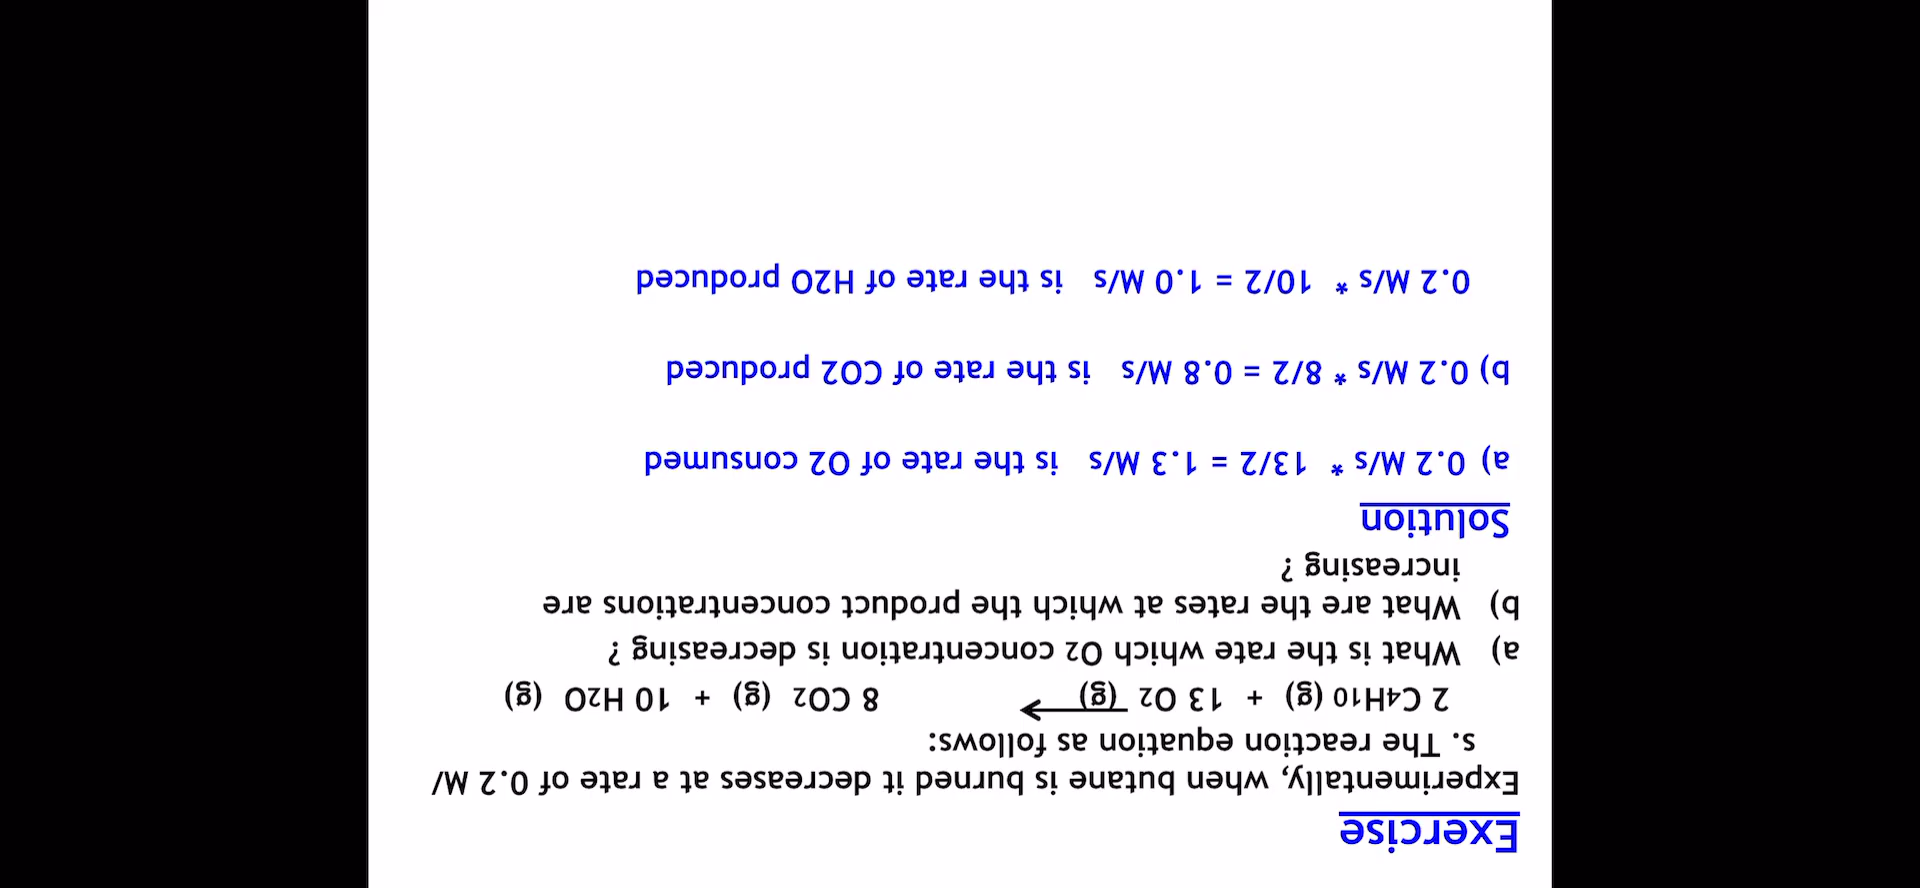 Exercise
Experimentally, when butane is burned it decreases at a rate of 0.2 M/
s. The reaction equation as follows:
2 C4H10 (g) + 13 O2 (g) → 8 CO2 (g) + 10 H2O (g)
a) What is the rate which O2 concentration is decreasing ?
b) What are the rates at which the product concentrations are
increasing ?
Solution
a) 0.2 M/s * 13/2 = 1.3 M/s is the rate of O2 consumed
b) 0.2 M/s * 8/2 = 0.8 M/s is the rate of CO2 produced
0.2 M/s * 10/2 = 1.0 M/s is the rate of H2O produced